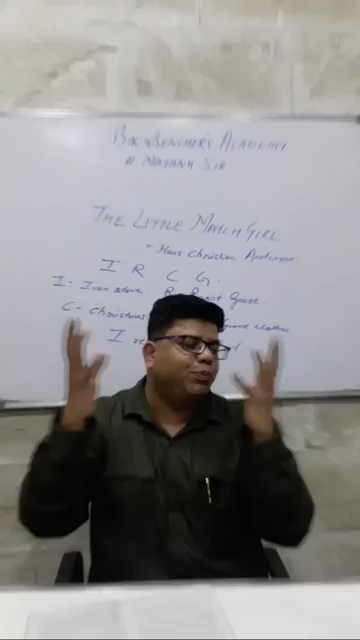 BACKBENCHER'S ACADEMY
# MAYANK SIR
THE LITTLE MATCH GIRL
- Hans Christian Andersen
I R C G.
I - Iron stove. R - Roast Goose.
C - Christmas
I